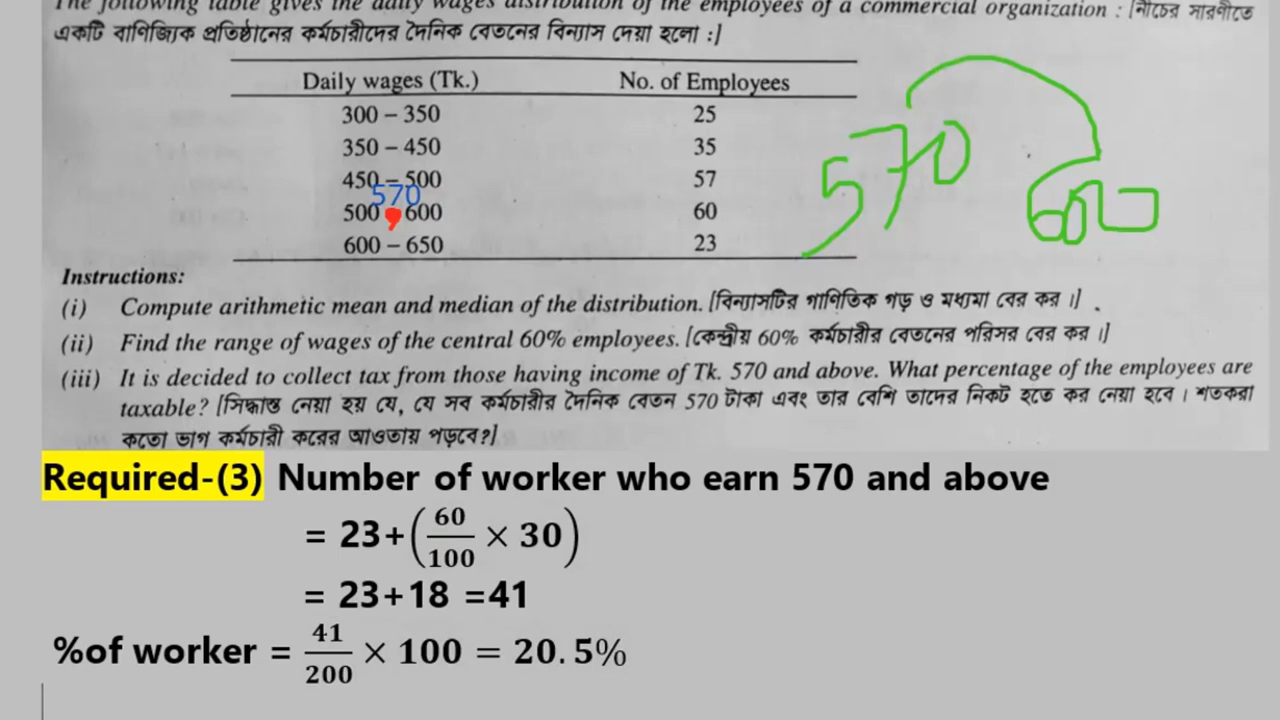 The following table gives the daily wages distribution of the employees of a commercial organization : [নীচের সারণীতে
একটি বাণিজ্যিক প্রতিষ্ঠানের কর্মচারীদের দৈনিক বেতনের বিন্যাস দেয়া হলো :]
Daily wages (Tk.) No. of Employees
300 – 350 25
350 – 450 35
450 – 500 57
570
500 600 60
600 – 650 23
570
600
Instructions:
(i) Compute arithmetic mean and median of the distribution. [বিন্যাসটির গাণিতিক গড় ও মধ্যমা বের কর ।] .
(ii) Find the range of wages of the central 60% employees. [কেন্দ্রীয় 60% কর্মচারীর বেতনের পরিসর বের কর ।]
(iii) It is decided to collect tax from those having income of Tk. 570 and above. What percentage of the employees are
taxable? [সিদ্ধান্ত নেয়া হয় যে, যে সব কর্মচারীর দৈনিক বেতন 570 টাকা এবং তার বেশি তাদের নিকট হতে কর নেয়া হবে । শতকরা
কতো ভাগ কর্মচারী করের আওতায় পড়বে?]
Required-(3) Number of worker who earn 570 and above
= 23+(60/100 × 30)
= 23+18 =41
%of worker = 41/200 × 100 = 20.5%